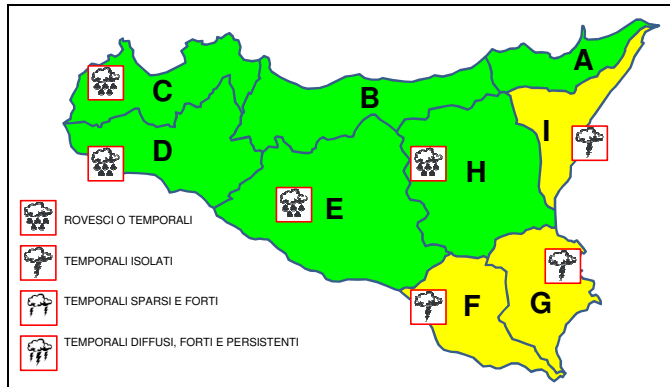 A
B
C
I
D
H
E
ROVESCI O TEMPORALI
TEMPORALI ISOLATI
TEMPORALI SPARSI E FORTI
F
G
TEMPORALI DIFFUSI, FORTI E PERSISTENTI